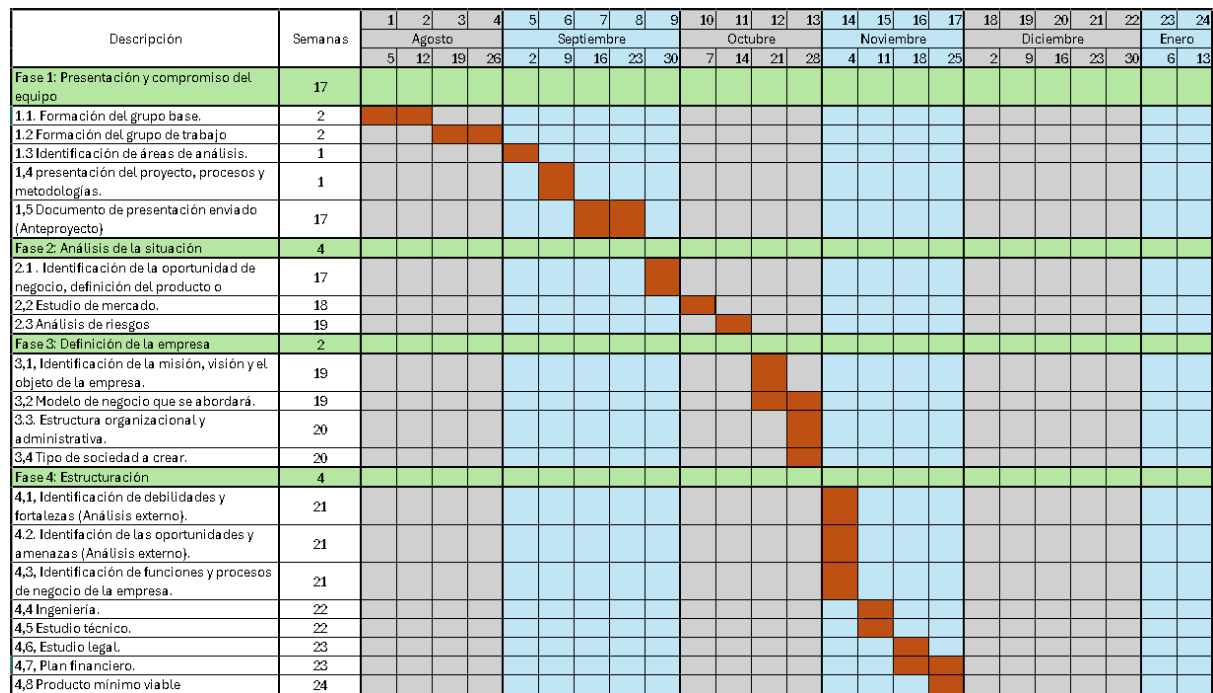 1 2 3 4 5 6 7 8 9 10 11 12 13 14 15 16 17 18 19 20 21 22 23 24
Descripción Semanas Agosto Septiembre Octubre Noviembre Diciembre Enero
5 12 19 26 2 9 16 23 30 7 14 21 28 4 11 18 25 2 9 16 23 30 6 13
Fase 1: Presentación y compromiso del
equipo 17
1.1. Formación del grupo base. 2
1.2 Formación del grupo de trabajo 2
1.3 Identificación de áreas de análisis. 1
1,4 presentación del proyecto, procesos y
metodologías. 1
1,5 Documento de presentación enviado
(Anteproyecto) 17
Fase 2: Análisis de la situación 4
2.1 . Identificación de la oportunidad de
negocio, definición del producto o 17
2,2 Estudio de mercado. 18
2.3 Análisis de riesgos 19
Fase 3: Definición de la empresa 2
3,1, Identificación de la misión, visión y el
objeto de la empresa. 19
3,2 Modelo de negocio que se abordará. 19
3.3. Estructura organizacional y
administrativa. 20
3,4 Tipo de sociedad a crear. 20
Fase 4: Estructuración 4
4,1, Identificación de debilidades y
fortalezas (Análisis externo). 21
4.2. Identifación de las oportunidades y
amenazas (Análisis externo). 21
4,3, Identificación de funciones y procesos
de negocio de la empresa. 21
4,4 Ingeniería. 22
4,5 Estudio técnico. 22
4,6, Estudio legal. 23
4,7, Plan financiero. 23
4,8 Producto mínimo viable 24